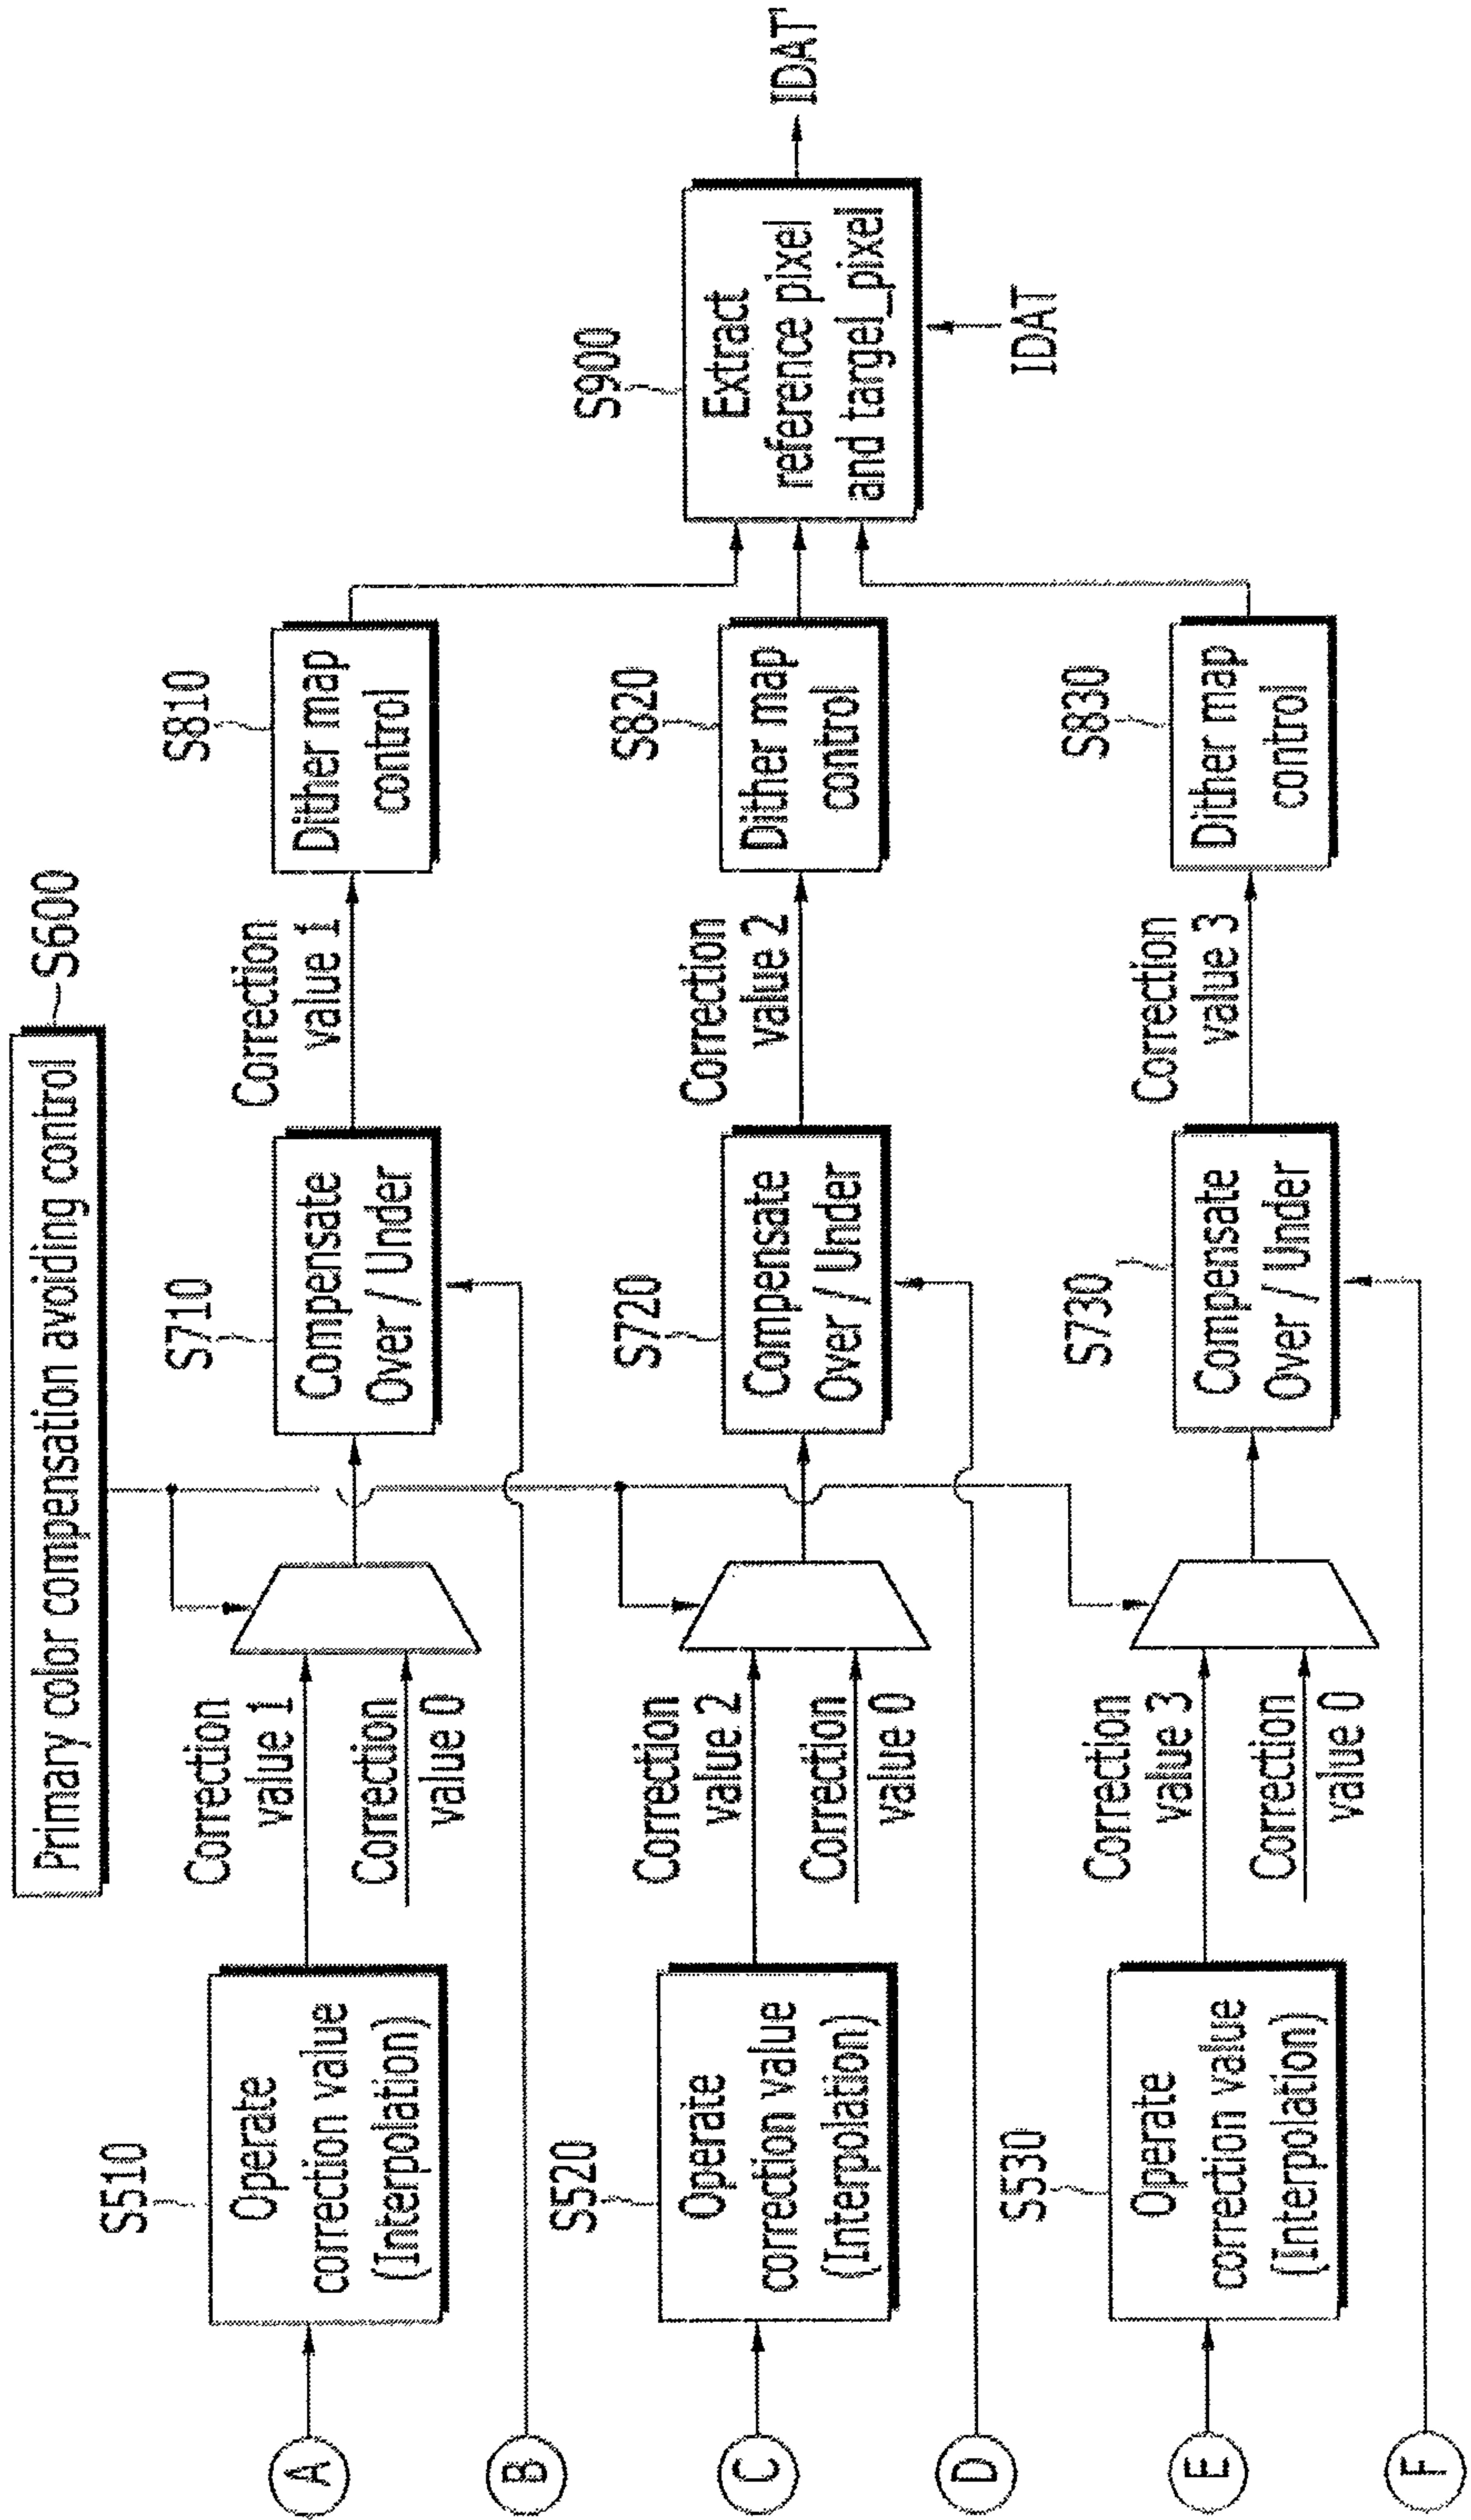 Primary color compensation avoiding control
S600
A
S510
Operate
correction value
(Interpolation)
Correction
value 1
Correction
value 0
S710
Compensate
Over / Under
Correction
value 1
S810
Dither map
control
B
C
S520
Operate
correction value
(Interpolation)
Correction
value 2
Correction
value 0
S720
Compensate
Over / Under
Correction
value 2
S820
Dither map
control
S900
Extract
reference pixel
and targel_pixel
IDAT
IDAT'
D
E
S530
Operate
correction value
(Interpolation)
Correction
value 3
Correction
value 0
S730
Compensate
Over / Under
Correction
value 3
S830
Dither map
control
F